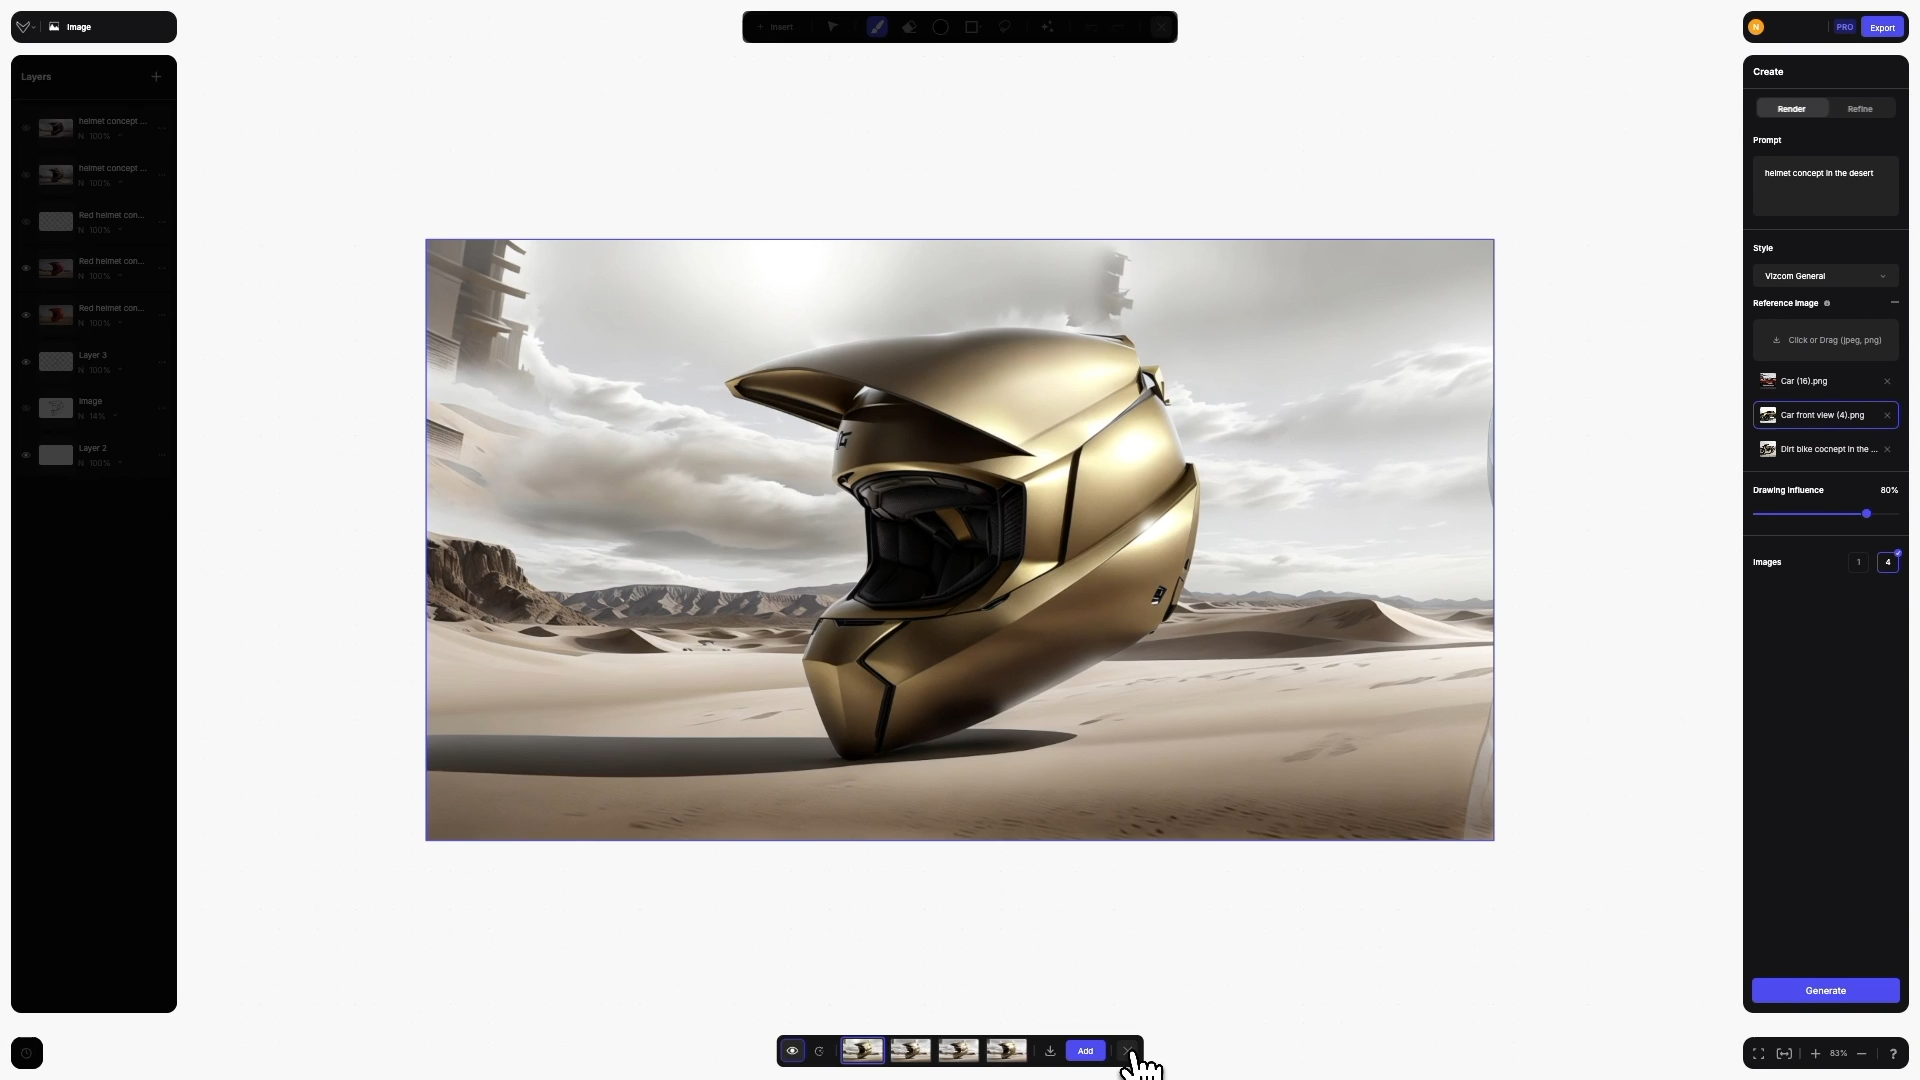 Image
Insert
N
PRO
Export
Layers
helmet concept ...
N 100%
helmet concept ...
N 100%
Red helmet con...
N 100%
Red helmet con...
N 100%
Red helmet con...
N 100%
Layer 3
N 100%
Image
N 14%
Layer 2
N 100%
Create
Render
Refine
Prompt
helmet concept in the desert
Style
Vizcom General
Reference Image
Click or Drag (jpeg, png)
Car (16).png
Car front view (4).png
Dirt bike cocnept in the ...
Drawing Influence 80%
Images 1 4
Generate
Add
83%
?